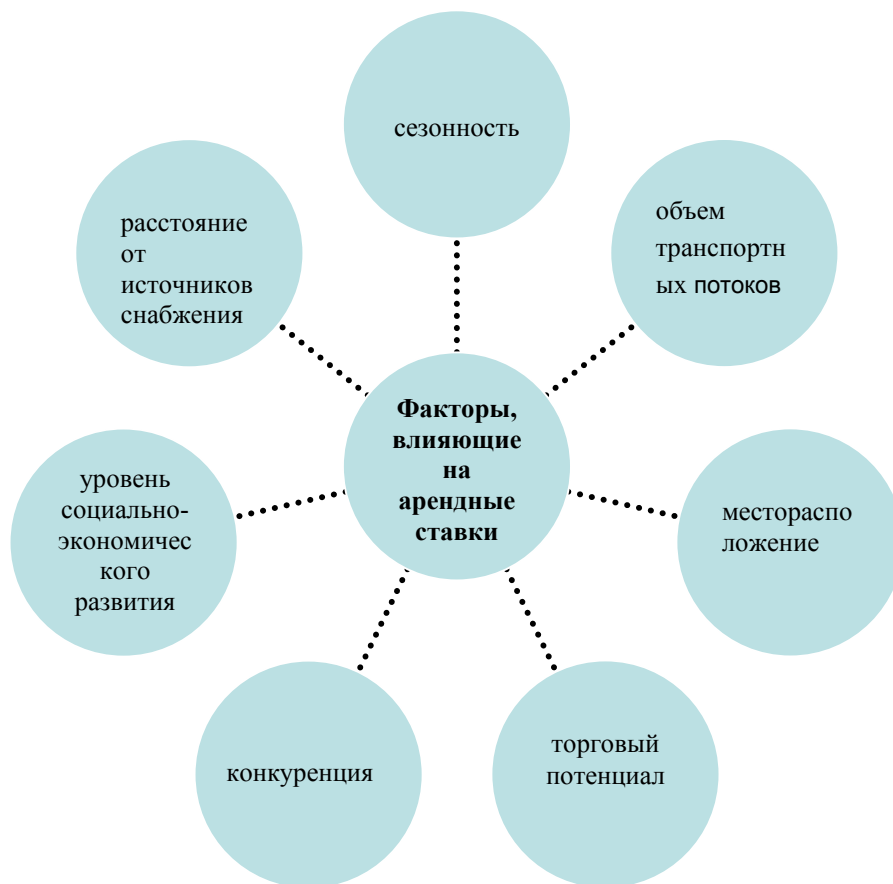 сезонность
расстояние
от
источников
снабжения
объем
транспортн
ых потоков
Факторы,
влияющие
на
арендные
ставки
уровень
социально-
экономичес
кого
развития
месторaспо
ложение
конкуренция
торговый
потенциал